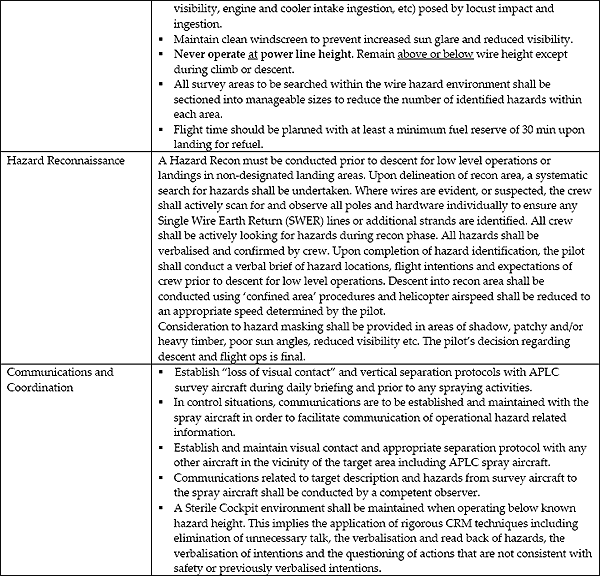 visibility, engine and cooler intake ingestion, etc) posed by locust impact and
ingestion.
▪ Maintain clean windscreen to prevent increased sun glare and reduced visibility.
▪ Never operate at power line height. Remain above or below wire height except
during climb or descent.
▪ All survey areas to be searched within the wire hazard environment shall be
sectioned into manageable sizes to reduce the number of identified hazards within
each area.
▪ Flight time should be planned with at least a minimum fuel reserve of 30 min upon
landing for refuel.
Hazard Reconnaissance
A Hazard Recon must be conducted prior to descent for low level operations or
landings in non-designated landing areas. Upon delineation of recon area, a systematic
search for hazards shall be undertaken. Where wires are evident, or suspected, the crew
shall actively scan for and observe all poles and hardware individually to ensure any
Single Wire Earth Return (SWER) lines or additional strands are identified. All crew
shall be actively looking for hazards during recon phase. All hazards shall be
verbalised and confirmed by crew. Upon completion of hazard identification, the pilot
shall conduct a verbal brief of hazard locations, flight intentions and expectations of
crew prior to descent for low level operations. Descent into recon area shall be
conducted using 'confined area' procedures and helicopter airspeed shall be reduced to
an appropriate speed determined by the pilot.
Consideration to hazard masking shall be provided in areas of shadow, patchy and/or
heavy timber, poor sun angles, reduced visibility etc. The pilot's decision regarding
descent and flight ops is final.
Communications and
Coordination
▪ Establish "loss of visual contact" and vertical separation protocols with APLC
survey aircraft during daily briefing and prior to any spraying activities.
▪ In control situations, communications are to be established and maintained with the
spray aircraft in order to facilitate communication of operational hazard related
information.
▪ Establish and maintain visual contact and appropriate separation protocol with any
other aircraft in the vicinity of the target area including APLC spray aircraft.
▪ Communications related to target description and hazards from survey aircraft to
the spray aircraft shall be conducted by a competent observer.
▪ A Sterile Cockpit environment shall be maintained when operating below known
hazard height. This implies the application of rigorous CRM techniques including
elimination of unnecessary talk, the verbalisation and read back of hazards, the
verbalisation of intentions and the questioning of actions that are not consistent with
safety or previously verbalised intentions.